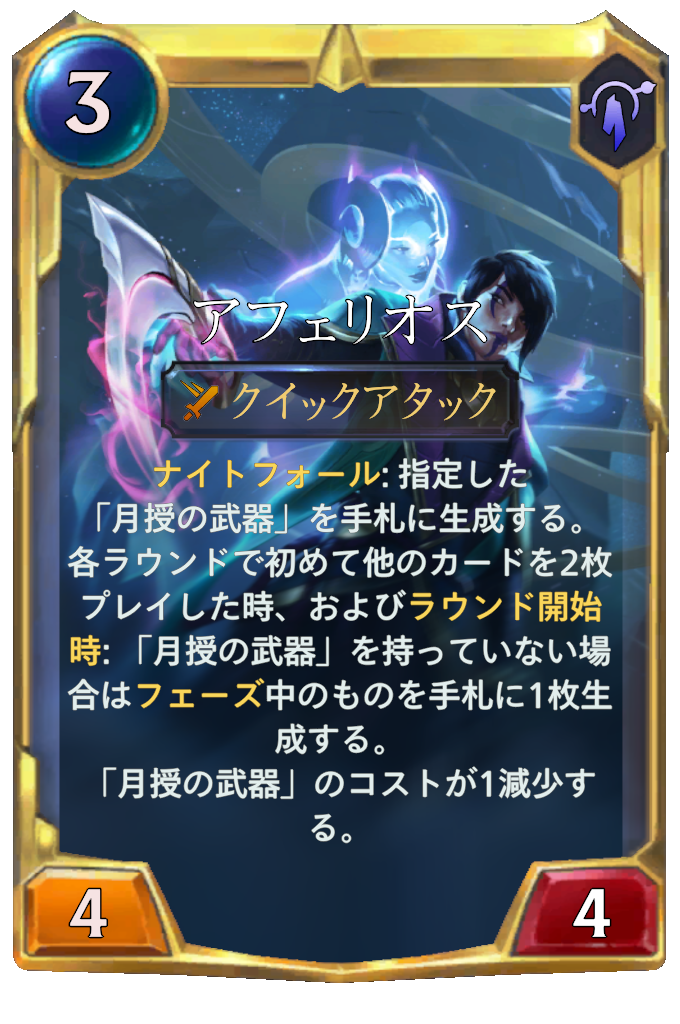 3
アフェリオス
クイックアタック
ナイトフォール: 指定した
「月授の武器」を手札に生成する。
各ラウンドで初めて他のカードを2枚
プレイした時、およびラウンド開始
時: 「月授の武器」を持っていない場
合はフェーズ中のものを手札に1枚生
成する。
「月授の武器」のコストが1減少す
る。
4
4